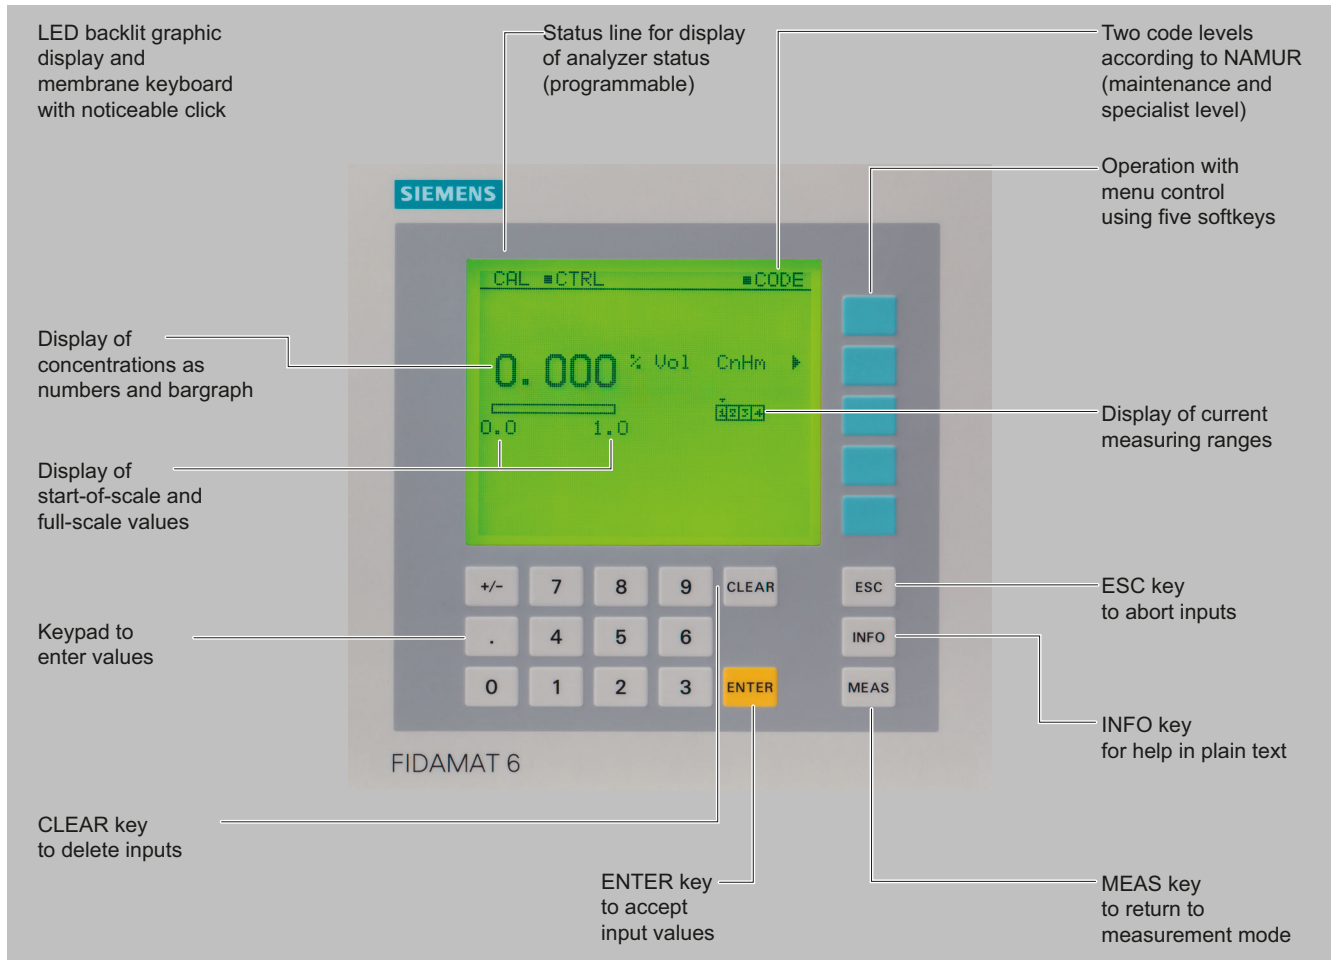 LED backlit graphic
display and
membrane keyboard
with noticeable click
Status line for display
of analyzer status
(programmable)
Two code levels
according to NAMUR
(maintenance and
specialist level)
Operation with
menu control
using five softkeys
SIEMENS
CAL ■CTRL ■CODE
0.000 % Vol CnHm
1 2 3 4
0.0 1.0
Display of
concentrations as
numbers and bargraph
Display of
start-of-scale and
full-scale values
Display of current
measuring ranges
+/- 7 8 9 CLEAR ESC
. 4 5 6 INFO
0 1 2 3 ENTER MEAS
Keypad to
enter values
ESC key
to abort inputs
INFO key
for help in plain text
FIDAMAT 6
CLEAR key
to delete inputs
ENTER key
to accept
input values
MEAS key
to return to
measurement mode